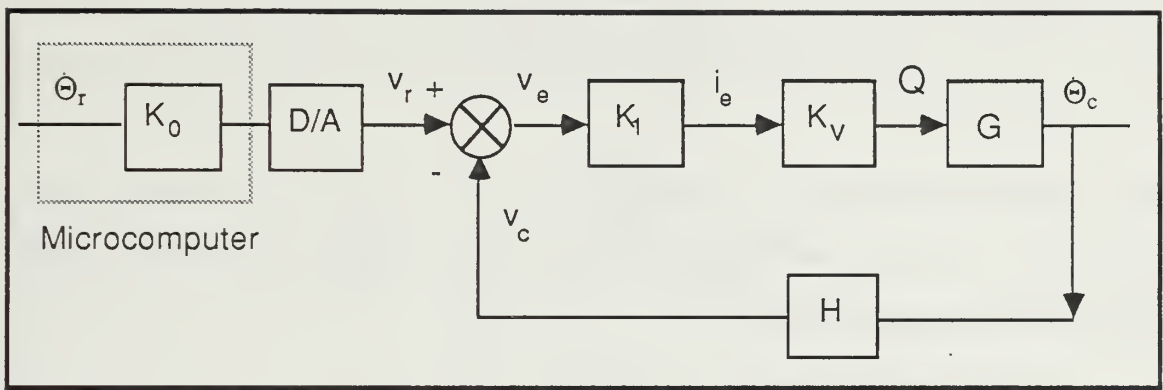 Θ̇r
K0
D/A
vr +
-
ve
K1
ie
Kv
Q
G
Θ̇c
vc
H
Microcomputer